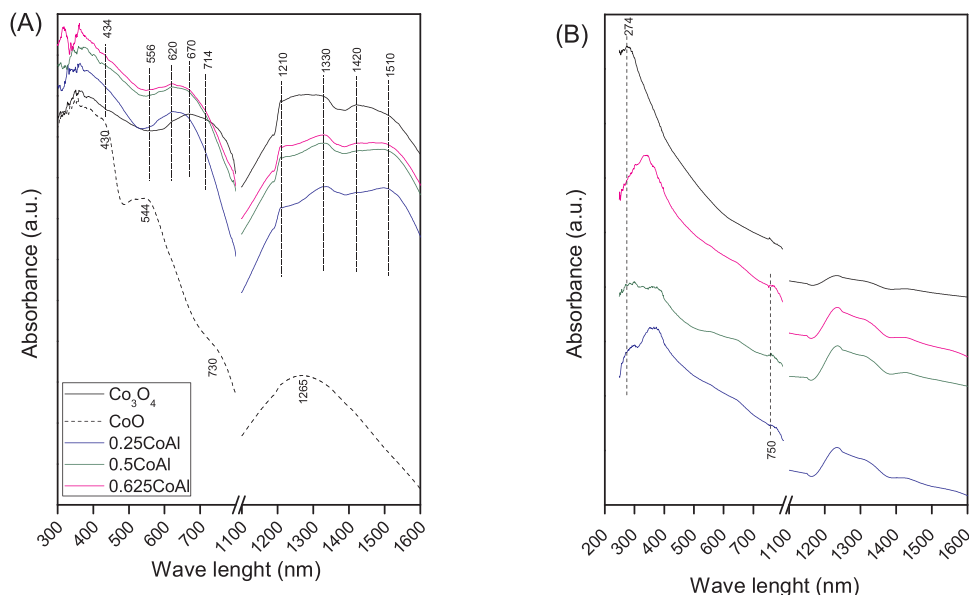 (A)
434
556
620
670
714
1210
1330
1420
1510
430
544
730
1265
Absorbance (a.u.)
Co₃O₄
CoO
0.25CoAl
0.5CoAl
0.625CoAl
300 400 500 600 700 1100 1200 1300 1400 1500 1600
Wave lenght (nm)
(B)
274
750
Absorbance (a.u.)
200 300 400 500 600 700 1100 1200 1300 1400 1500 1600
Wave lenght (nm)